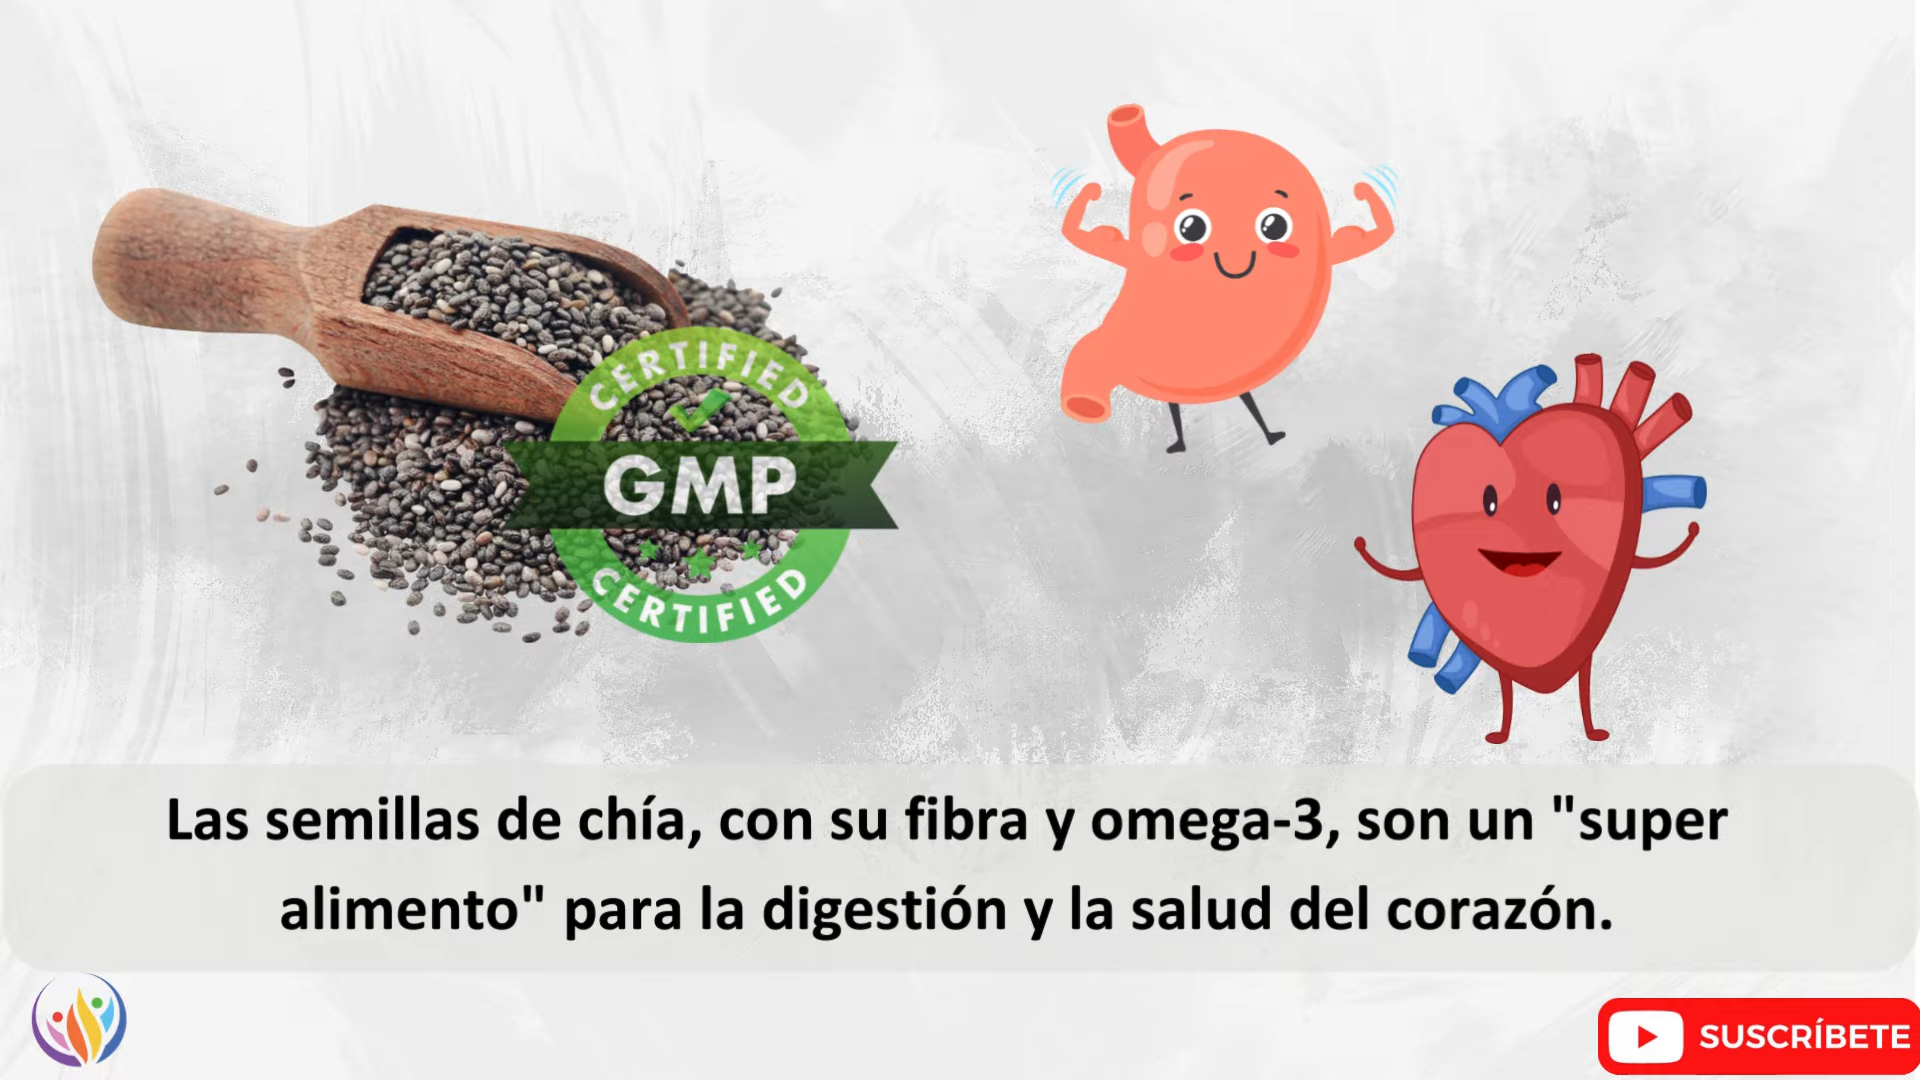 CERTIFIED
GMP
CERTIFIED
Las semillas de chía, con su fibra y omega-3, son un "super
alimento" para la digestión y la salud del corazón.
SUSCRÍBETE